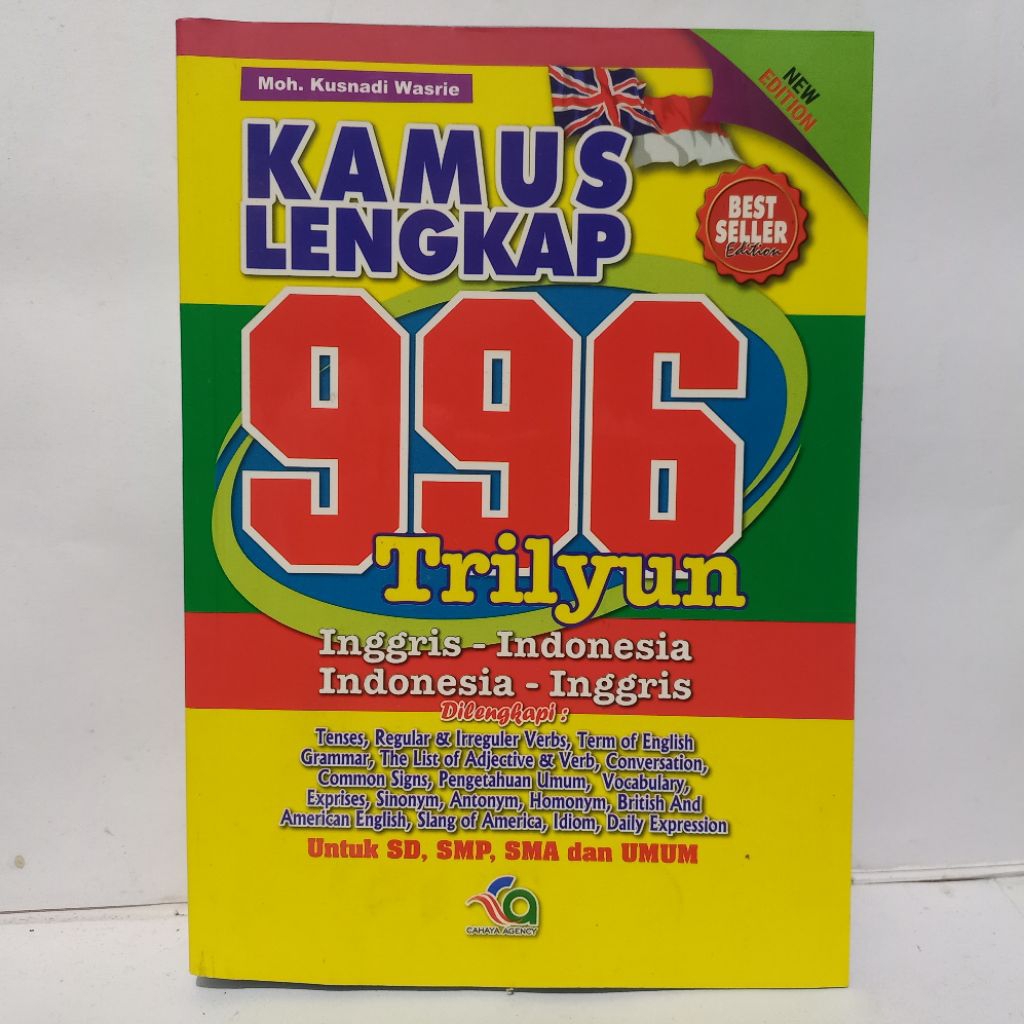 Moh. Kusnadi Wasrie
NEW
EDITION
KAMUS
LENGKAP
BEST
SELLER
Edition
996
Trilyun
Inggris - Indonesia
Indonesia - Inggris
Dilengkapi :
Tenses, Regular & Irreguler Verbs, Term of English
Grammar, The List of Adjective & Verb, Conversation,
Common Signs, Pengetahuan Umum, Vocabulary,
Exprises, Sinonym, Antonym, Homonym, British And
American English, Slang of America, Idiom, Daily Expression
Untuk SD, SMP, SMA dan UMUM
CAHAYA AGENCY